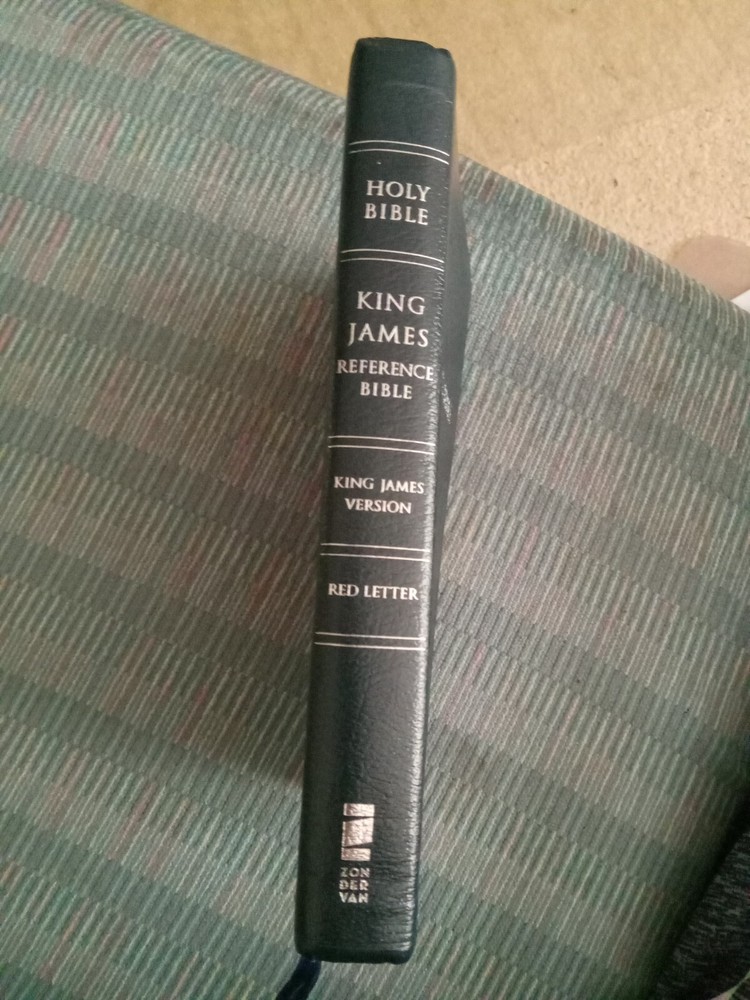 HOLY
BIBLE
KING
JAMES
REFERENCE
BIBLE
KING JAMES
VERSION
RED LETTER
ZON
DER
VAN